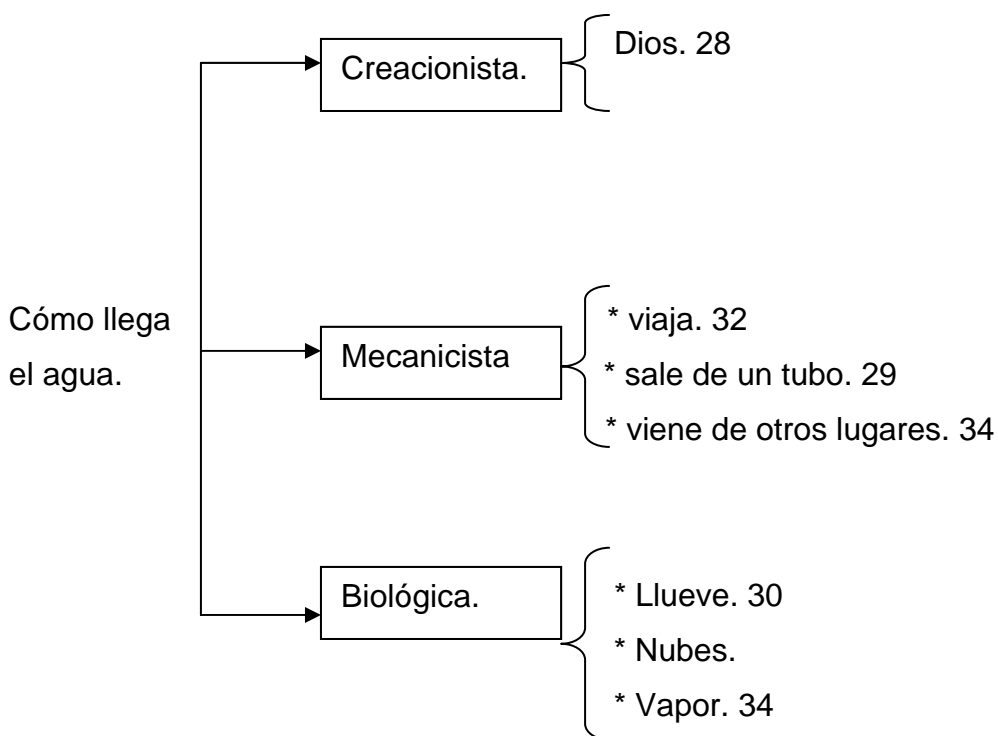 Cómo llega
el agua.
Creacionista.
Dios. 28
Mecanicista
* viaja. 32
* sale de un tubo. 29
* viene de otros lugares. 34
Biológica.
* Llueve. 30
* Nubes.
* Vapor. 34